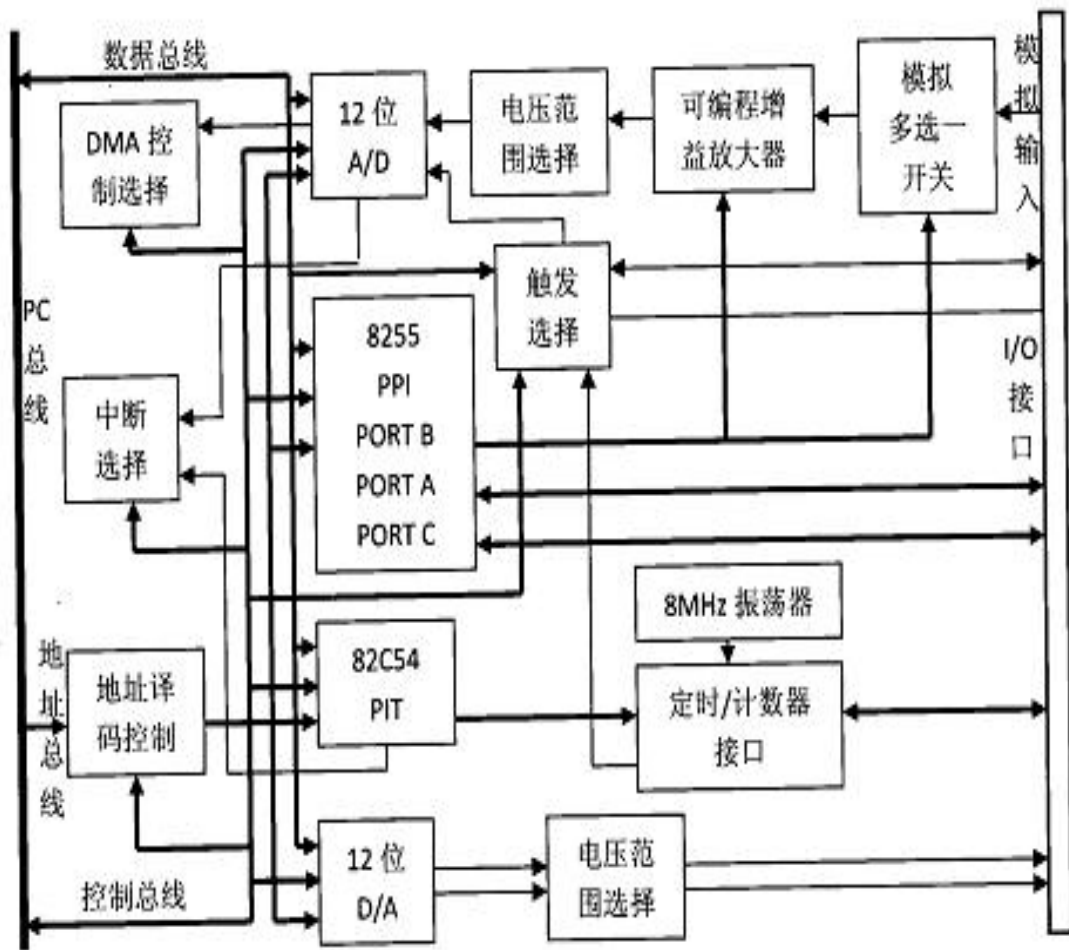 数据总线
12 位
A/D
电压范
围选择
可编程增
益放大器
模拟
多选一
开关
模拟输入
DMA 控
制选择
触发
选择
PC
总
线
8255
PPI
PORT B
PORT A
PORT C
I/O
接
口
中断
选择
8MHz 振荡器
82C54
PIT
定时/计数器
接口
地址总线
地址译
码控制
12 位
D/A
电压范
围选择
控制总线